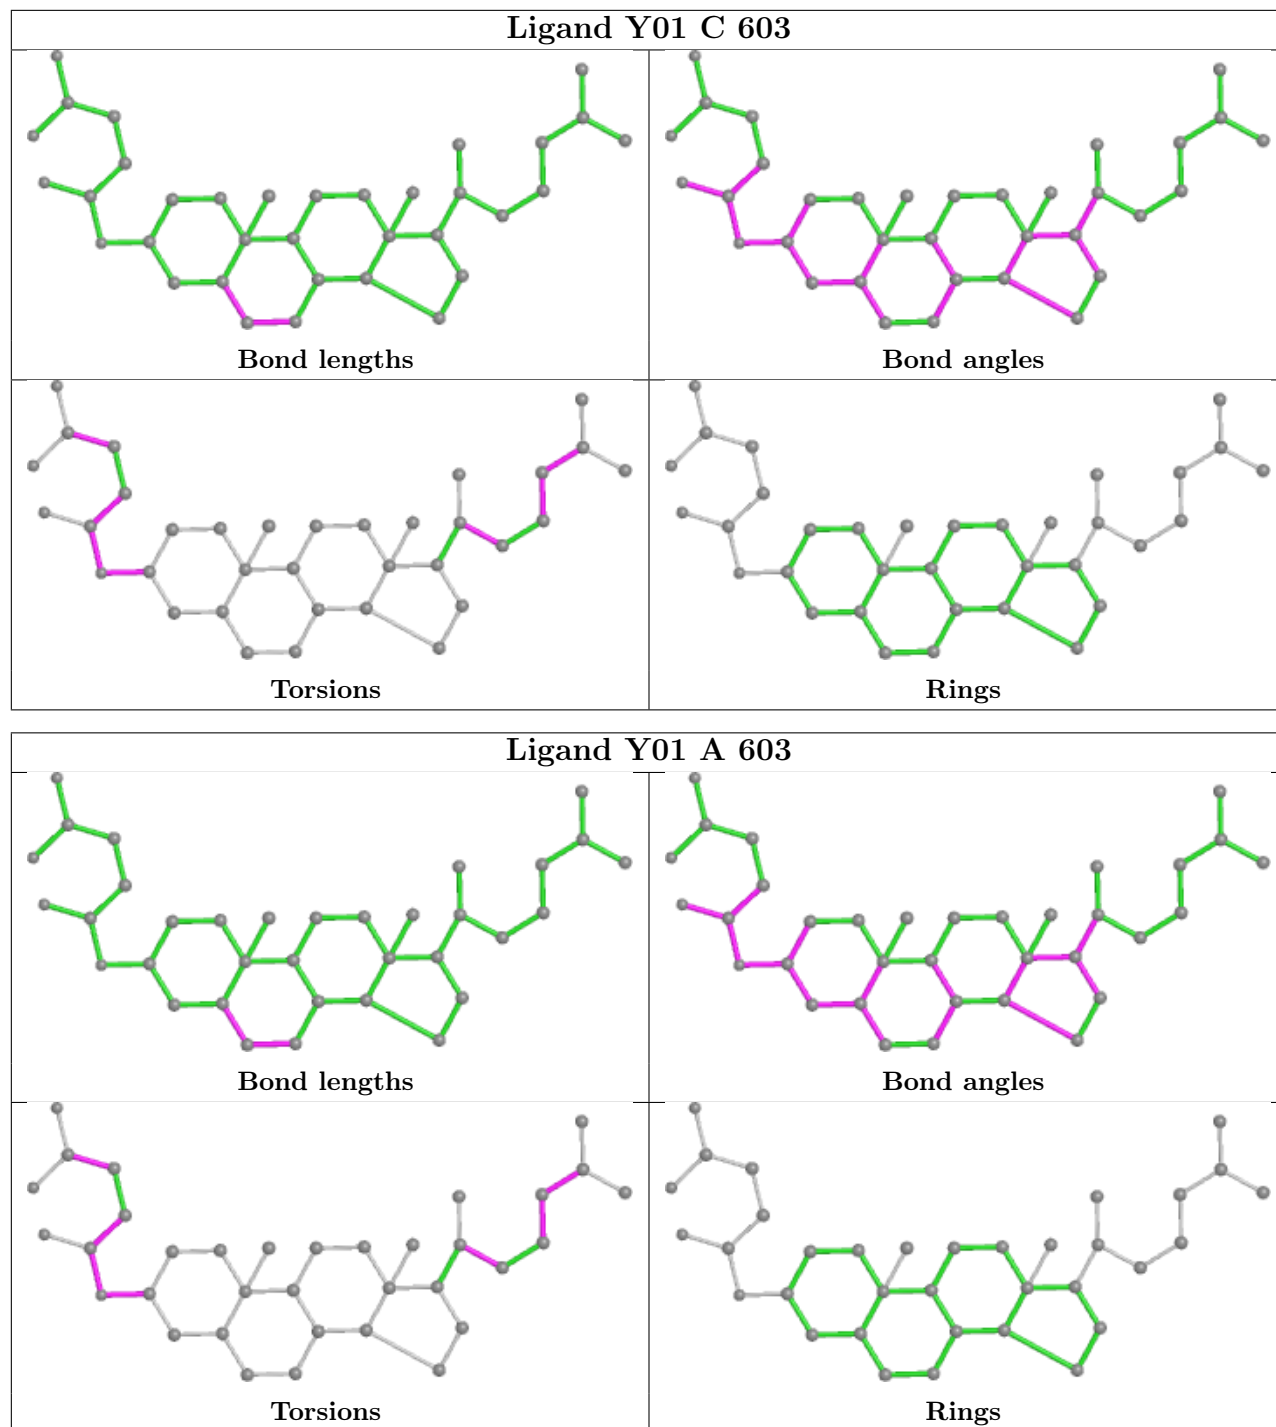 Ligand Y01 C 603
Bond lengths
Bond angles
Torsions
Rings
Ligand Y01 A 603
Bond lengths
Bond angles
Torsions
Rings